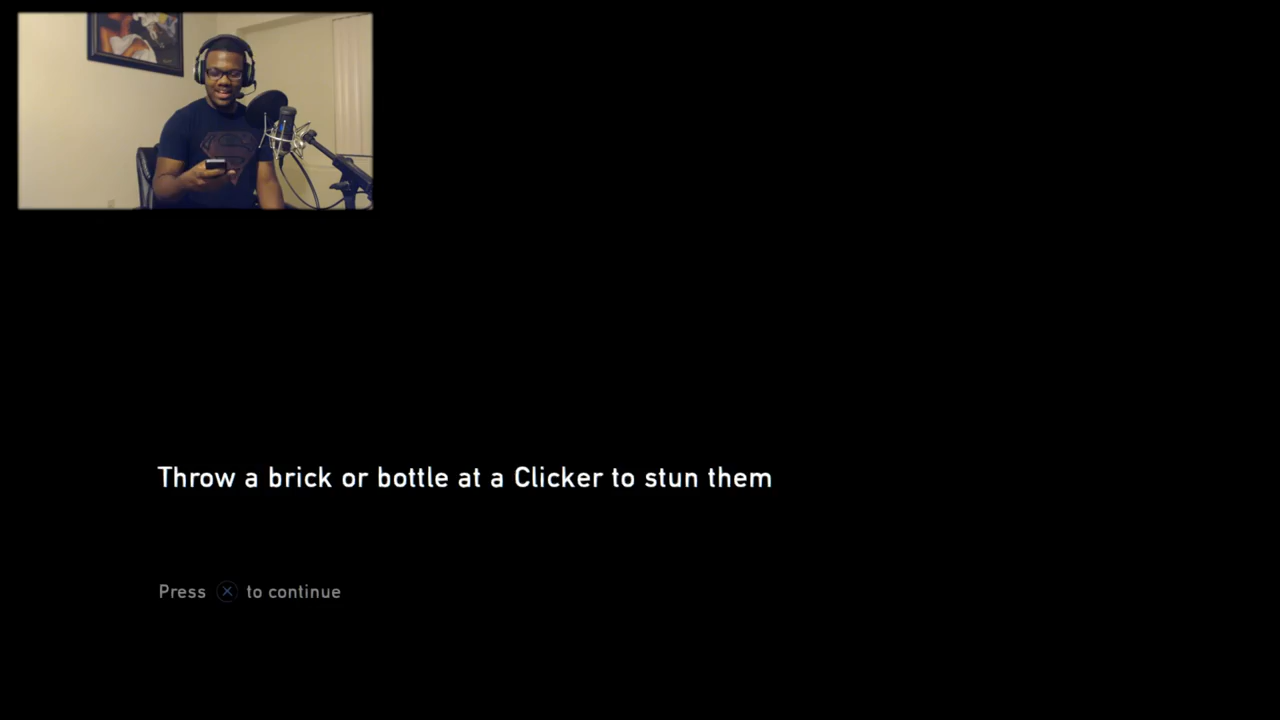 Throw a brick or bottle at a Clicker to stun them
Press ⓧ to continue